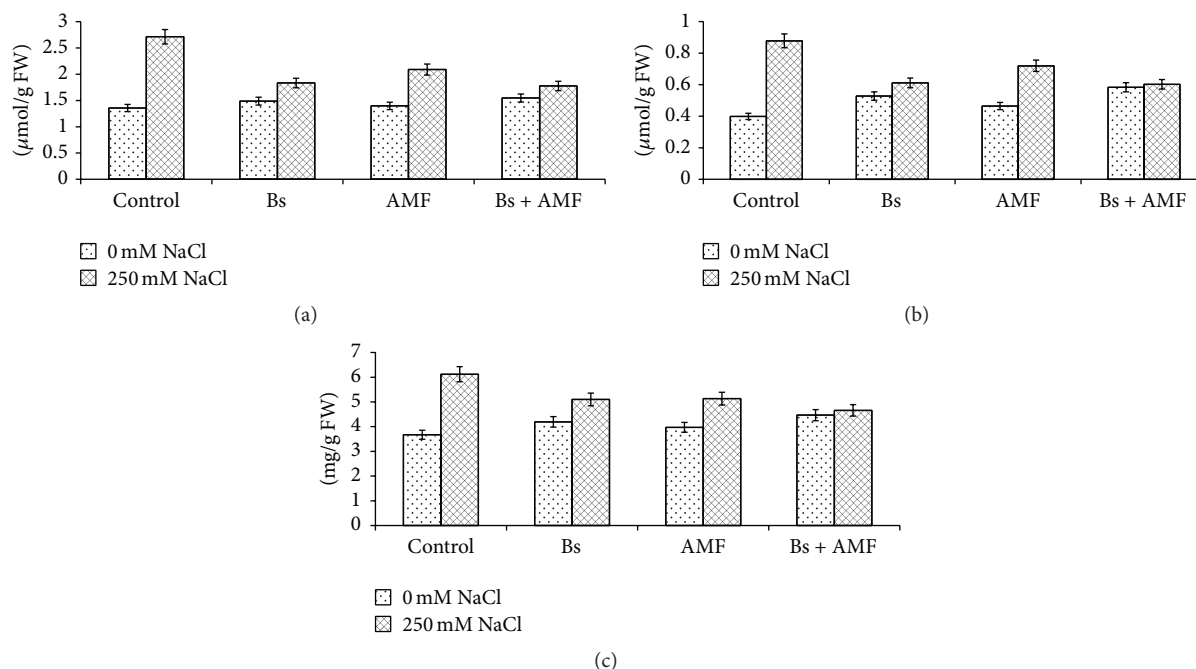 3
2.5
2
1.5
1
0.5
0
(μmol/g FW)
Control Bs AMF Bs + AMF
0 mM NaCl
250 mM NaCl
(a)
1
0.8
0.6
0.4
0.2
0
(μmol/g FW)
Control Bs AMF Bs + AMF
0 mM NaCl
250 mM NaCl
(b)
7
6
5
4
3
2
1
0
(mg/g FW)
Control Bs AMF Bs + AMF
0 mM NaCl
250 mM NaCl
(c)